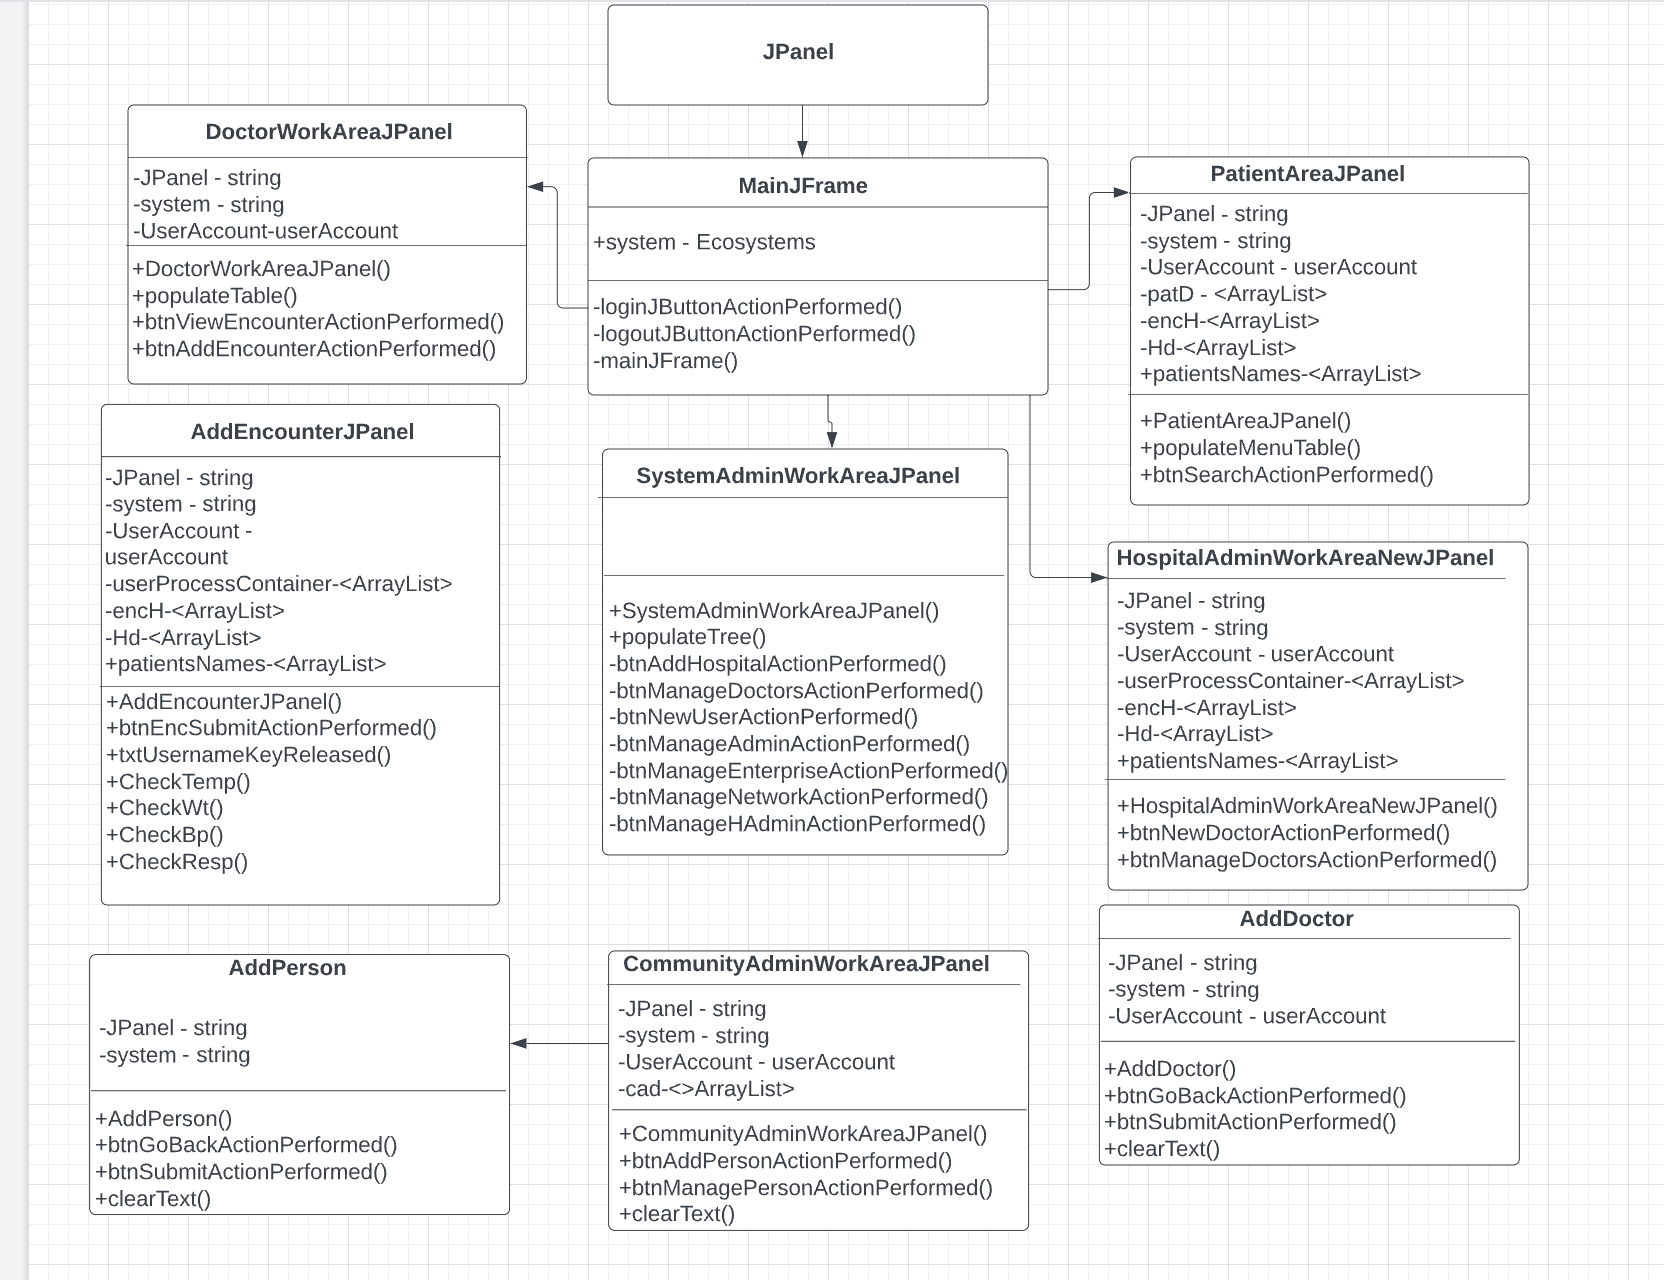 JPanel
DoctorWorkAreaJPanel
-JPanel - string
-system - string
-UserAccount-userAccount
+DoctorWorkAreaJPanel()
+populateTable()
+btnViewEncounterActionPerformed()
+btnAddEncounterActionPerformed()
MainJFrame
+system - Ecosystems
-loginJButtonActionPerformed()
-logoutJButtonActionPerformed()
-mainJFrame()
PatientAreaJPanel
-JPanel - string
-system - string
-UserAccount - userAccount
-patD - <ArrayList>
-encH-<ArrayList>
-Hd-<ArrayList>
+patientsNames-<ArrayList>
+PatientAreaJPanel()
+populateMenuTable()
+btnSearchActionPerformed()
AddEncounterJPanel
-JPanel - string
-system - string
-UserAccount -
userAccount
-userProcessContainer-<ArrayList>
-encH-<ArrayList>
-Hd-<ArrayList>
+patientsNames-<ArrayList>
+AddEncounterJPanel()
+btnEncSubmitActionPerformed()
+txtUsernameKeyReleased()
+CheckTemp()
+CheckWt()
+CheckBp()
+CheckResp()
SystemAdminWorkAreaJPanel
+SystemAdminWorkAreaJPanel()
+populateTree()
-btnAddHospitalActionPerformed()
-btnManageDoctorsActionPerformed()
-btnNewUserActionPerformed()
-btnManageAdminActionPerformed()
-btnManageEnterpriseActionPerformed()
-btnManageNetworkActionPerformed()
-btnManageHAdminActionPerformed()
HospitalAdminWorkAreaNewJPanel
-JPanel - string
-system - string
-UserAccount - userAccount
-userProcessContainer-<ArrayList>
-encH-<ArrayList>
-Hd-<ArrayList>
+patientsNames-<ArrayList>
+HospitalAdminWorkAreaNewJPanel()
+btnNewDoctorActionPerformed()
+btnManageDoctorsActionPerformed()
AddPerson
-JPanel - string
-system - string
+AddPerson()
+btnGoBackActionPerformed()
+btnSubmitActionPerformed()
+clearText()
CommunityAdminWorkAreaJPanel
-JPanel - string
-system - string
-UserAccount - userAccount
-cad-<>ArrayList>
+CommunityAdminWorkAreaJPanel()
+btnAddPersonActionPerformed()
+btnManagePersonActionPerformed()
+clearText()
AddDoctor
-JPanel - string
-system - string
-UserAccount - userAccount
+AddDoctor()
+btnGoBackActionPerformed()
+btnSubmitActionPerformed()
+clearText()